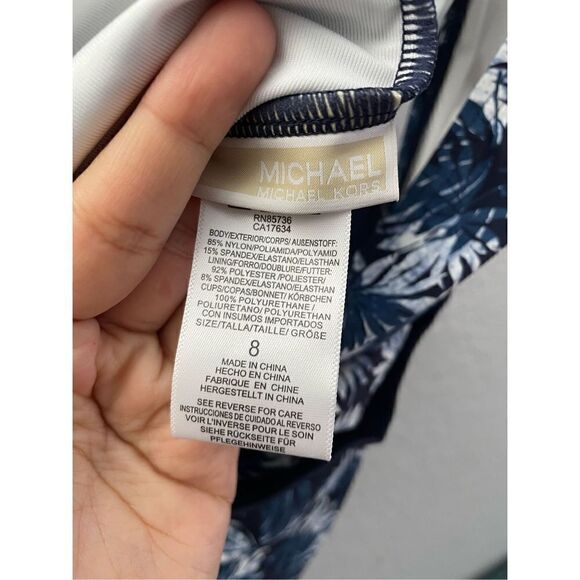 MICHAEL
MICHAEL KORS
RN85736
CA17634
BODY/EXTERIOR/CORPS/ AUßENSTOFF:
85% NYLON/POLIAMIDA/POLYAMID
15% SPANDEX/ELASTANO/ELASTHAN
LINING/FORRO/DOUBLURE/FUTTER:
92% POLYESTER /POLIESTER/
8% SPANDEX/ELASTANO/ELASTHAN
CUPS/COPAS/BONNET/ KÖRBCHEN
100% POLYURETHANE /
POLIURETANO/ POLYURETHAN
CON INSUMOS IMPORTADOS
SIZE/TALLA/TAILLE/ GRÖßE
8
MADE IN CHINA
HECHO EN CHINA
FABRIQUE EN CHINE
HERGESTELLT IN CHINA
SEE REVERSE FOR CARE
INSTRUCCIONES DE CUIDADO AL REVERSO
VOIR L'INVERSE POUR LE SOIN
SIEHE RÜCKSEITE FÜR
PFLEGEHINWEISE